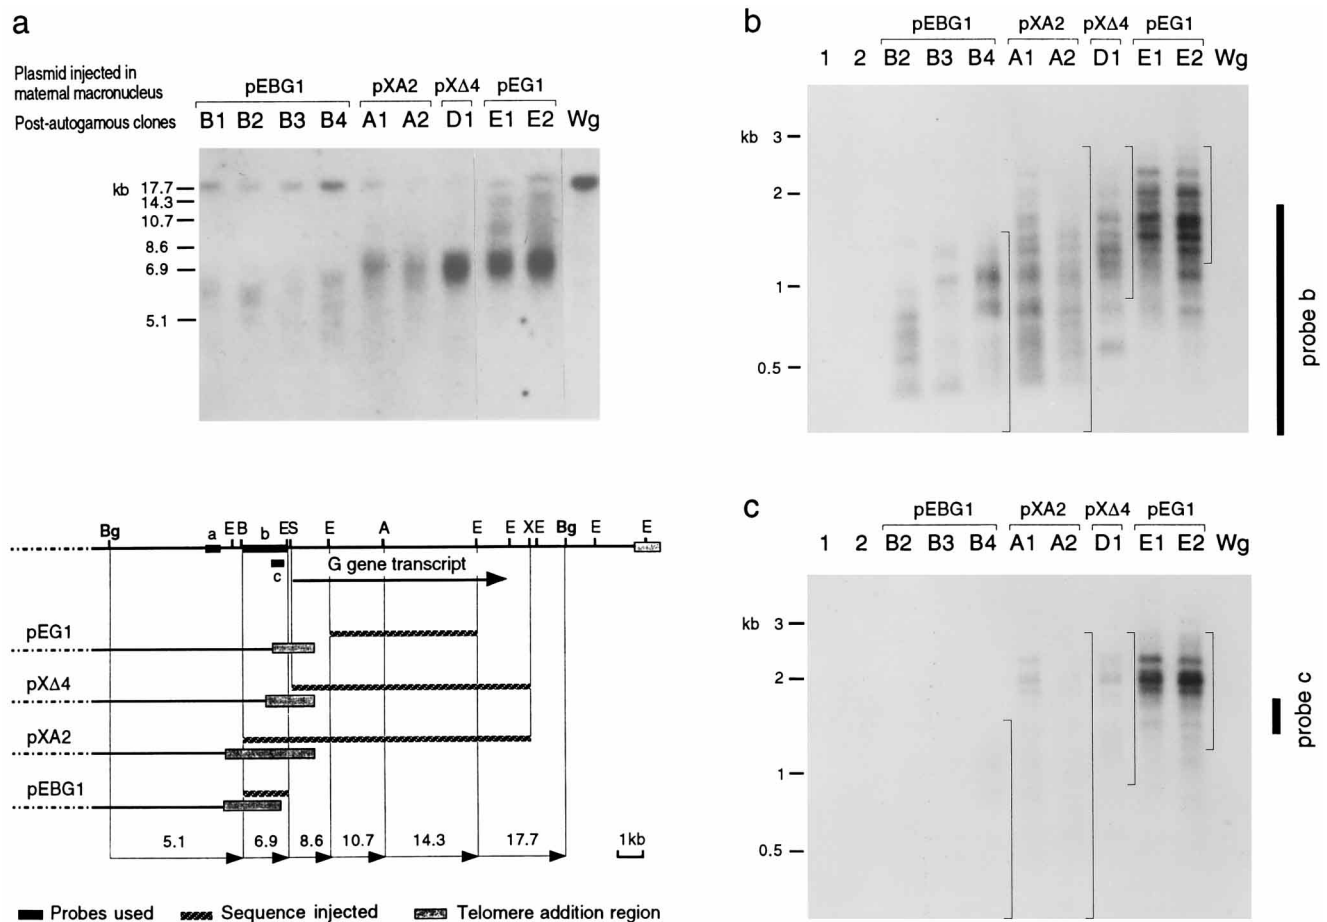 a
Plasmid injected in
maternal macronucleus
pEBG1 pXA2 pXΔ4 pEG1
Post-autogamous clones B1 B2 B3 B4 A1 A2 D1 E1 E2 Wg
kb 17.7
14.3
10.7
8.6
6.9
5.1
Bg a E B b E S E A E E X E Bg E E
c
G gene transcript
pEG1
pXΔ4
pXA2
pEBG1
5.1 6.9 8.6 10.7 14.3 17.7 1kb
Probes used Sequence injected Telomere addition region
b
pEBG1 pXA2 pXΔ4 pEG1
1 2 B2 B3 B4 A1 A2 D1 E1 E2 Wg
kb 3
2
1
0.5
probe b
c
pEBG1 pXA2 pXΔ4 pEG1
1 2 B2 B3 B4 A1 A2 D1 E1 E2 Wg
kb 3
2
1
0.5
probe c